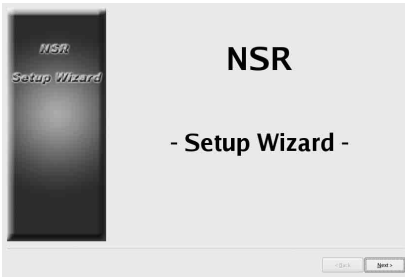 NSR
Setup Wizard
NSR
- Setup Wizard -
< Back
Next >